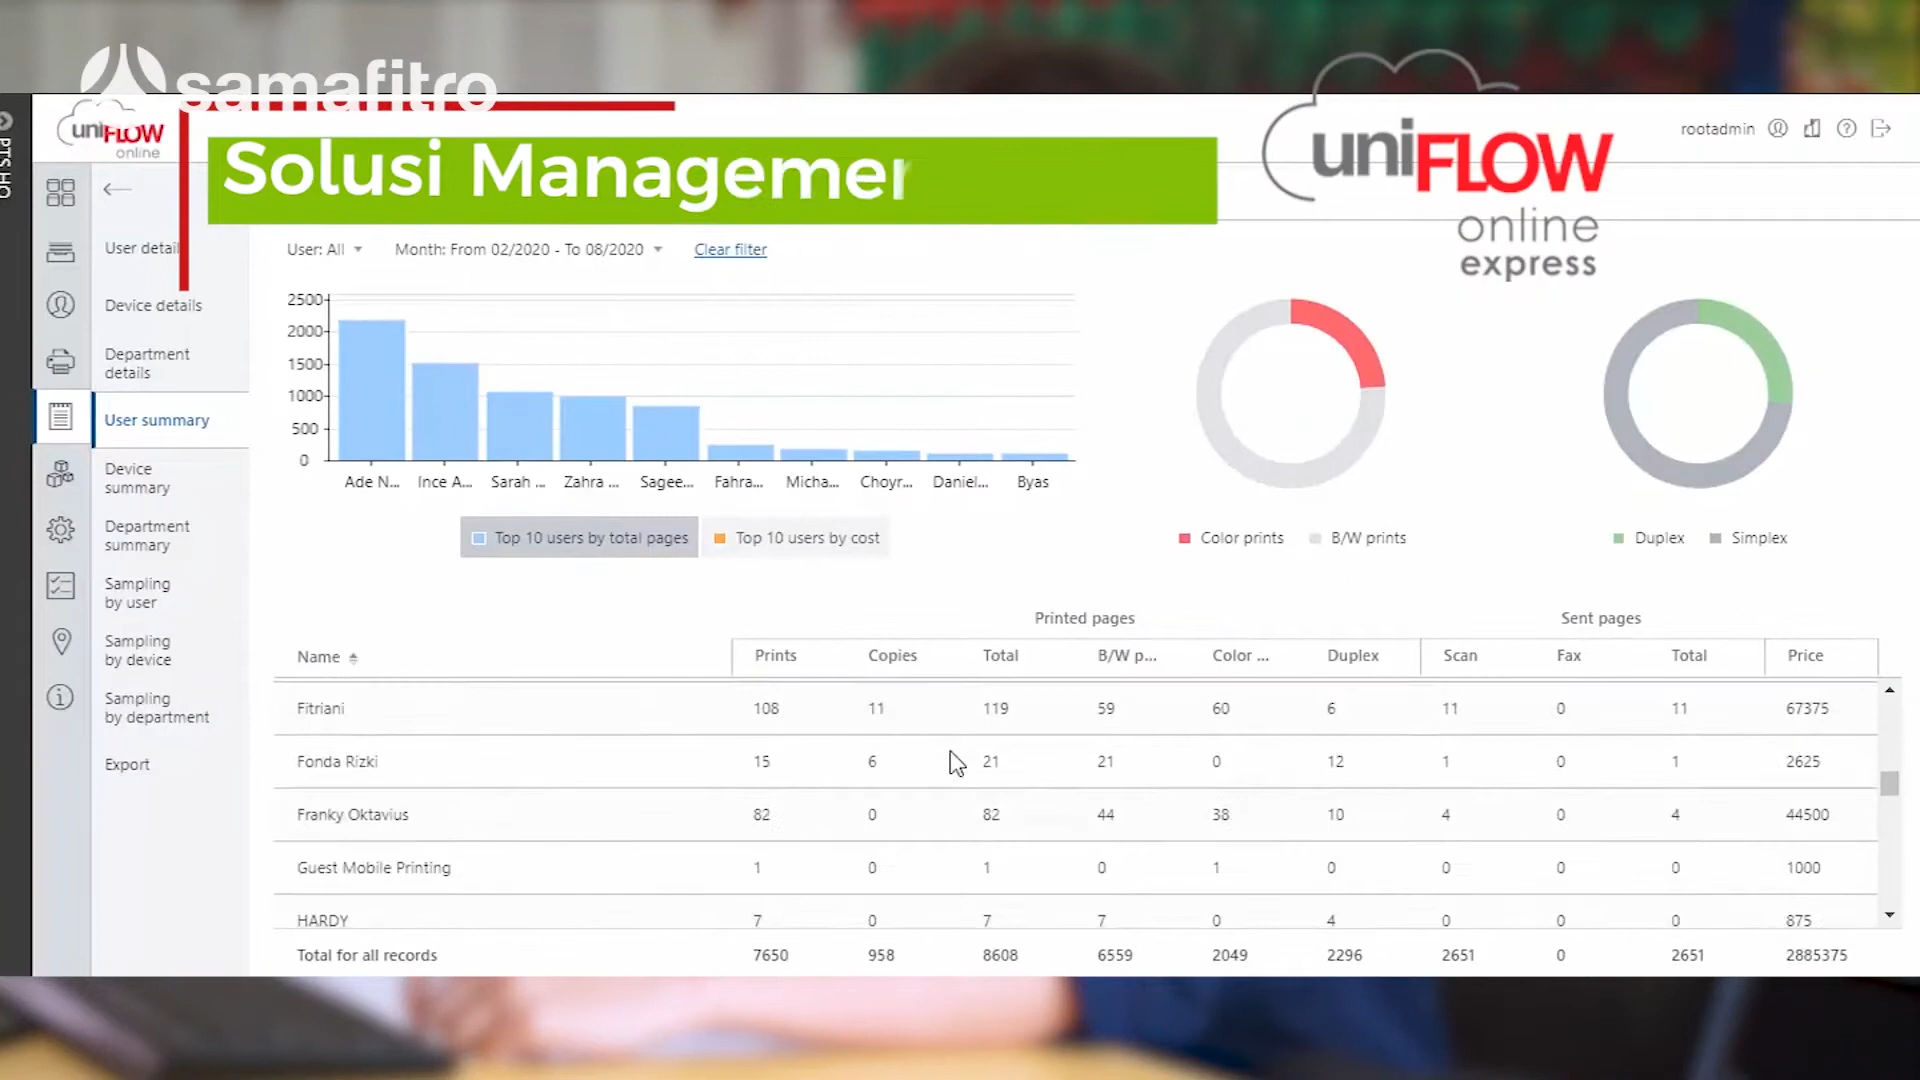 samafitro
uniFLOW
online
PTS HO
Solusi Managemen
uniFLOW
online
express
rootadmin
User: All
Month: From 02/2020 - To 08/2020
Clear filter
User detail
Device details
Department
details
User summary
Device
summary
Department
summary
Sampling
by user
Sampling
by device
Sampling
by department
Export
2500
2000
1500
1000
500
0
Ade N... Ince A... Sarah ... Zahra ... Sagee... Fahra... Micha... Choyr... Daniel... Byas
Top 10 users by total pages Top 10 users by cost
Color prints B/W prints
Duplex Simplex
Printed pages Sent pages
Name Prints Copies Total B/W p... Color ... Duplex Scan Fax Total Price
Fitriani 108 11 119 59 60 6 11 0 11 67375
Fonda Rizki 15 6 21 21 0 12 1 0 1 2625
Franky Oktavius 82 0 82 44 38 10 4 0 4 44500
Guest Mobile Printing 1 0 1 0 1 0 0 0 0 1000
HARDY 7 0 7 7 0 4 0 0 0 875
Total for all records 7650 958 8608 6559 2049 2296 2651 0 2651 2885375